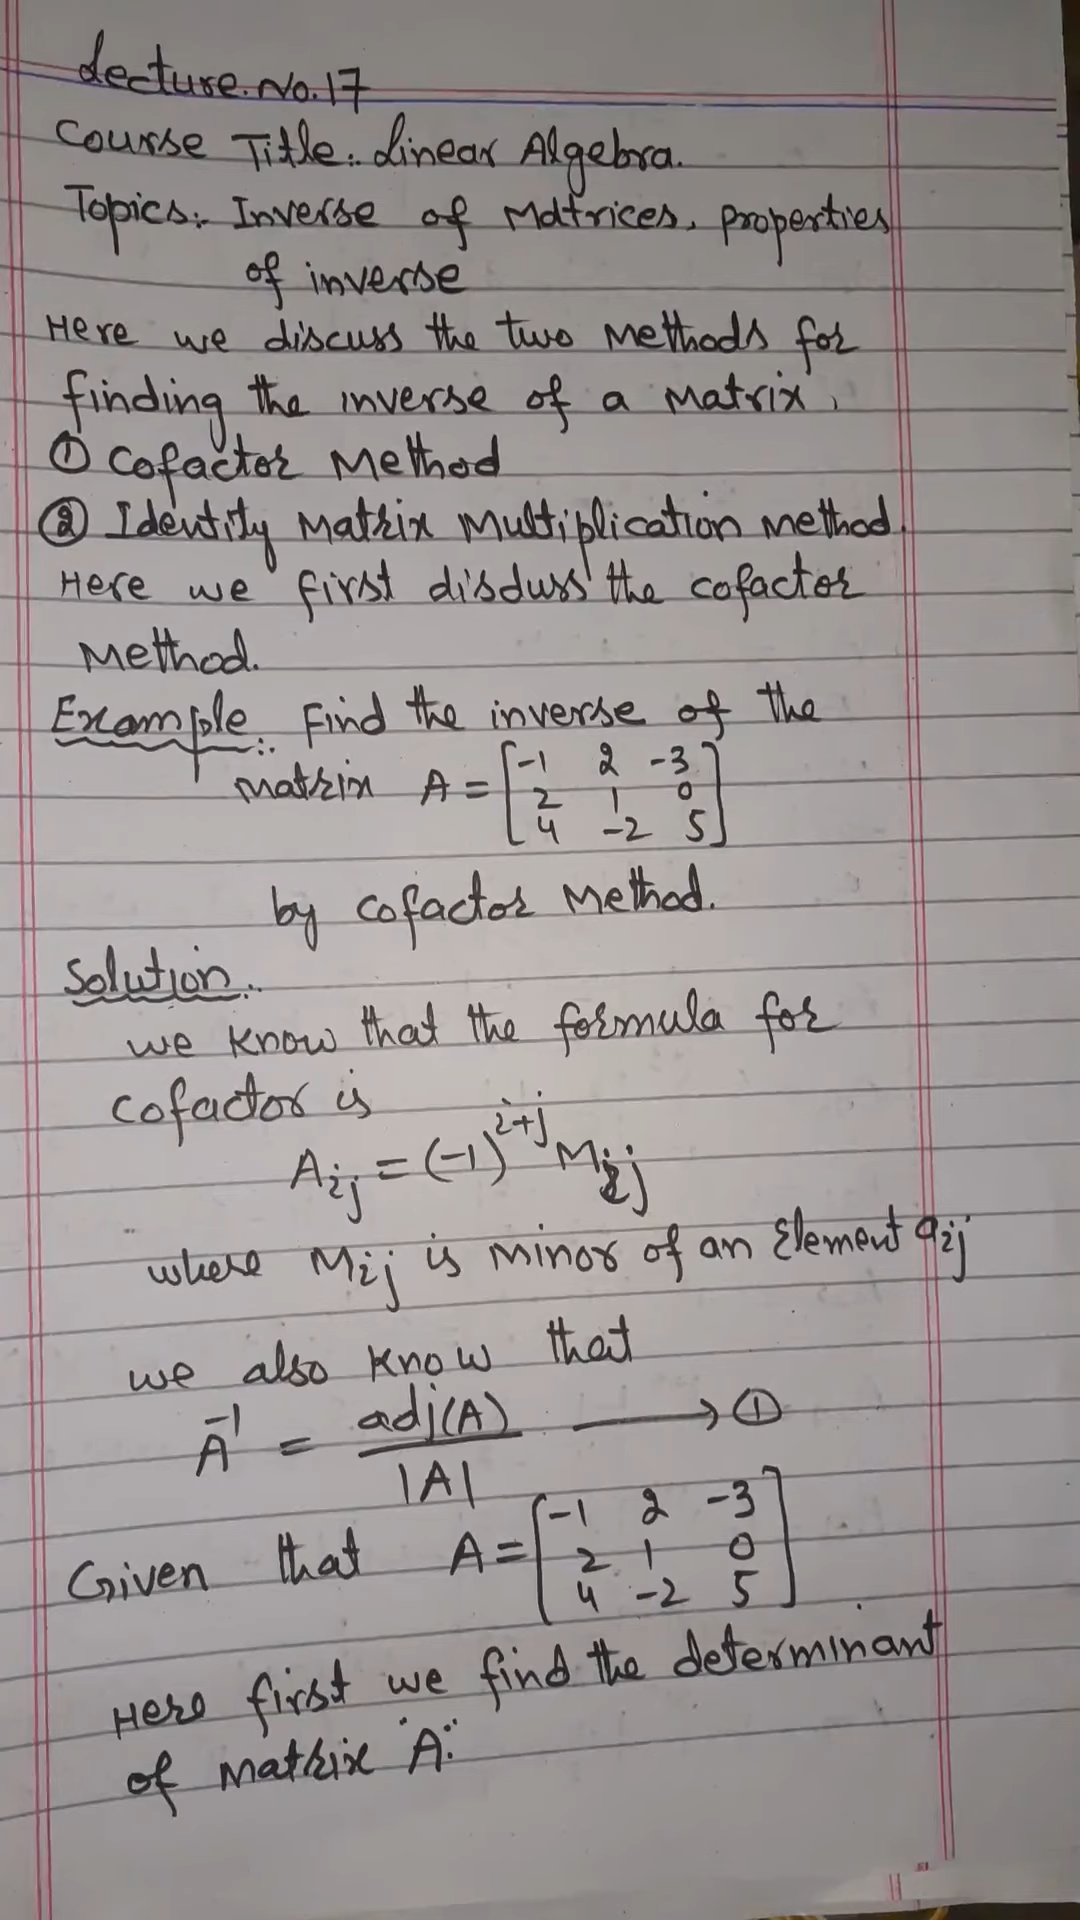 Lecture.No.17
Course Title:. Linear Algebra.
Topics:. Inverse of Matrices, properties
of inverse
Here we discuss the two Methods for
finding the inverse of a Matrix,
① Cofactor Method
② Identity Matrix Multiplication Method.
Here we first disduss the cofactor
Method.
Example:. Find the inverse of the
Matrix A = [-1 2 -3
2 1 0
4 -2 5]
by cofactor Method.
Solution:.
we know that the formula for
cofactor is
Aij = (-1)^i+j Mij
where Mij is minor of an Element aij
we also know that
A^-1 = adj(A) / |A| → ①
Given that A = [-1 2 -3
2 1 0
4 -2 5]
Here first we find the determinant
of Matrix "A".